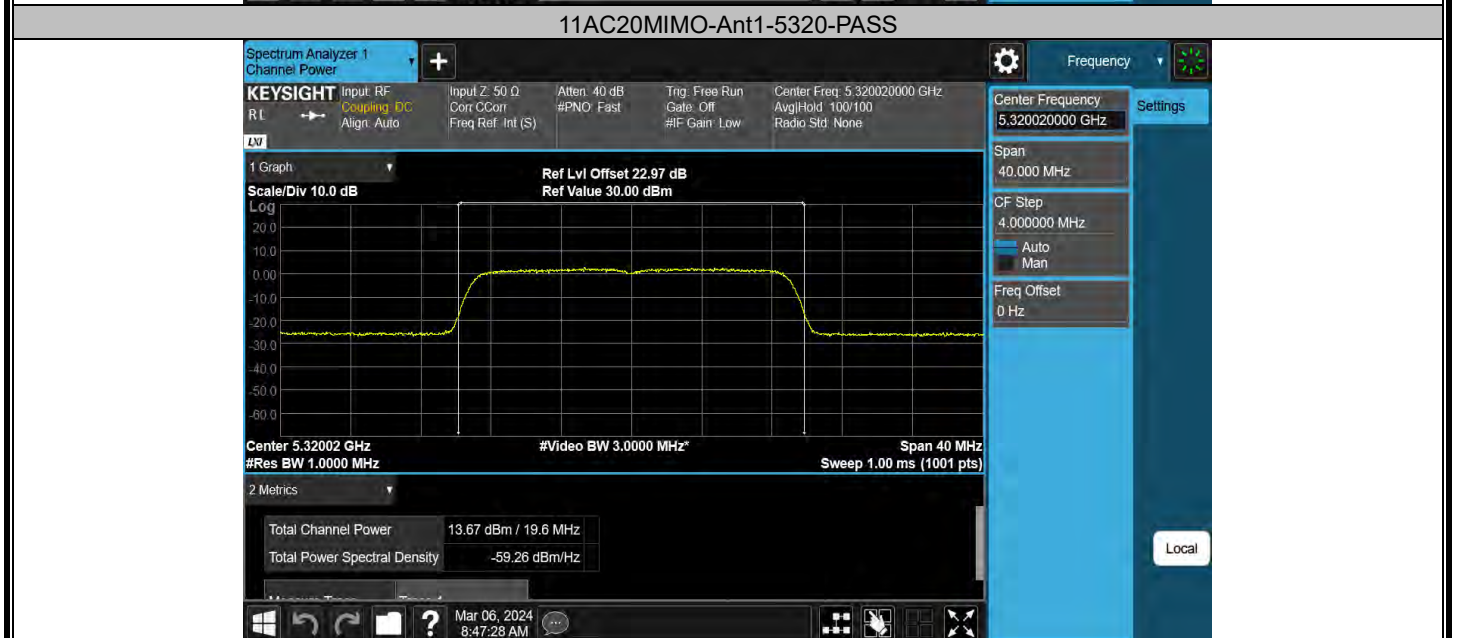 11AC20MIMO-Ant1-5320-PASS
Spectrum Analyzer 1
Channel Power
+
Frequency
KEYSIGHT
RL
LXI
Input: RF
Coupling: DC
Align: Auto
Input Z: 50 Ω
Corr CCorr
Freq Ref: Int (S)
Atten: 40 dB
#PNO: Fast
Trig: Free Run
Gate: Off
#IF Gain: Low
Center Freq: 5.320020000 GHz
Avg|Hold: 100/100
Radio Std: None
Center Frequency
5.320020000 GHz
Settings
Span
40.000 MHz
CF Step
4.000000 MHz
Auto
Man
Freq Offset
0 Hz
1 Graph
Scale/Div 10.0 dB
Ref Lvl Offset 22.97 dB
Ref Value 30.00 dBm
Log
20.0
10.0
0.00
-10.0
-20.0
-30.0
-40.0
-50.0
-60.0
Center 5.32002 GHz
#Res BW 1.0000 MHz
#Video BW 3.0000 MHz*
Span 40 MHz
Sweep 1.00 ms (1001 pts)
2 Metrics
Total Channel Power 13.67 dBm / 19.6 MHz
Total Power Spectral Density -59.26 dBm/Hz
Local
?
Mar 06, 2024
8:47:28 AM